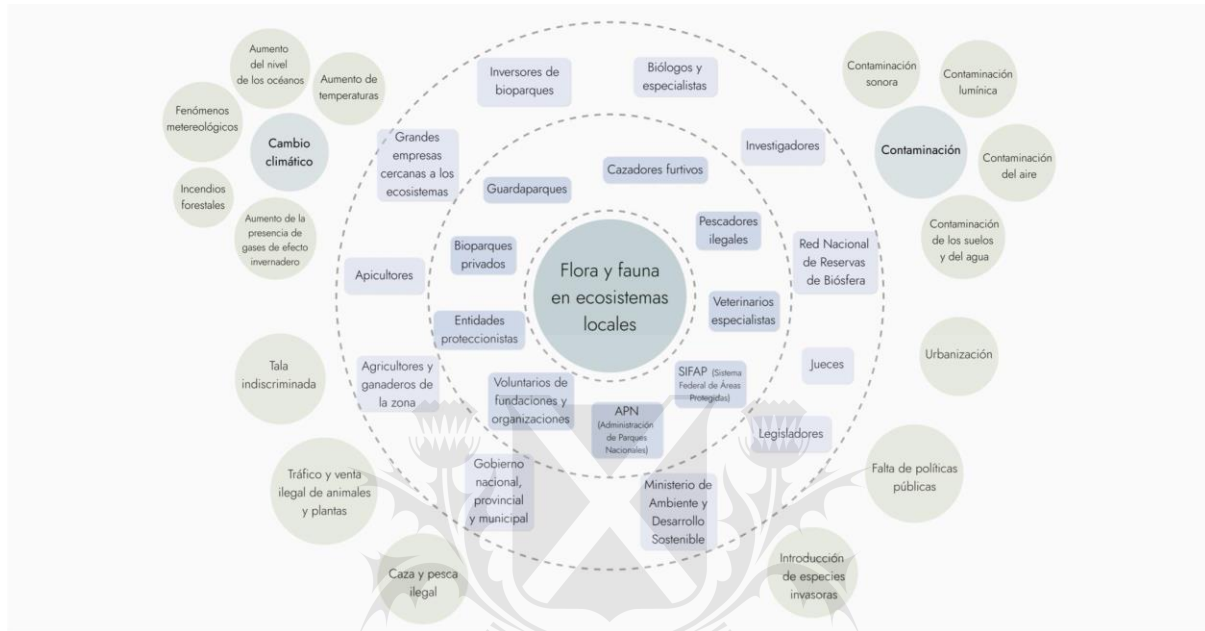 Aumento
del nivel
de los océanos
Aumento de
temperaturas
Fenómenos
metereológicos
Cambio
climático
Incendios
forestales
Aumento de la
presencia de
gases de efecto
invernadero
Inversores de
bioparques
Biólogos y
especialistas
Grandes
empresas
cercanas a los
ecosistemas
Investigadores
Guardaparques
Cazadores furtivos
Bioparques
privados
Pescadores
ilegales
Apicultores
Red Nacional
de Reservas
de Biósfera
Flora y fauna
en ecosistemas
locales
Entidades
proteccionistas
Veterinarios
especialistas
Agricultores y
ganaderos de
la zona
Voluntarios de
fundaciones y
organizaciones
APN
(Administración
de Parques
Nacionales)
SIFAP (Sistema
Federal de Áreas
Protegidas)
Jueces
Legisladores
Gobierno
nacional,
provincial
y municipal
Ministerio de
Ambiente y
Desarrollo
Sostenible
Contaminación
sonora
Contaminación
lumínica
Contaminación
Contaminación
del aire
Contaminación
de los suelos
y del agua
Tala
indiscriminada
Urbanización
Tráfico y venta
ilegal de animales
y plantas
Falta de políticas
públicas
Caza y pesca
ilegal
Introducción
de especies
invasoras